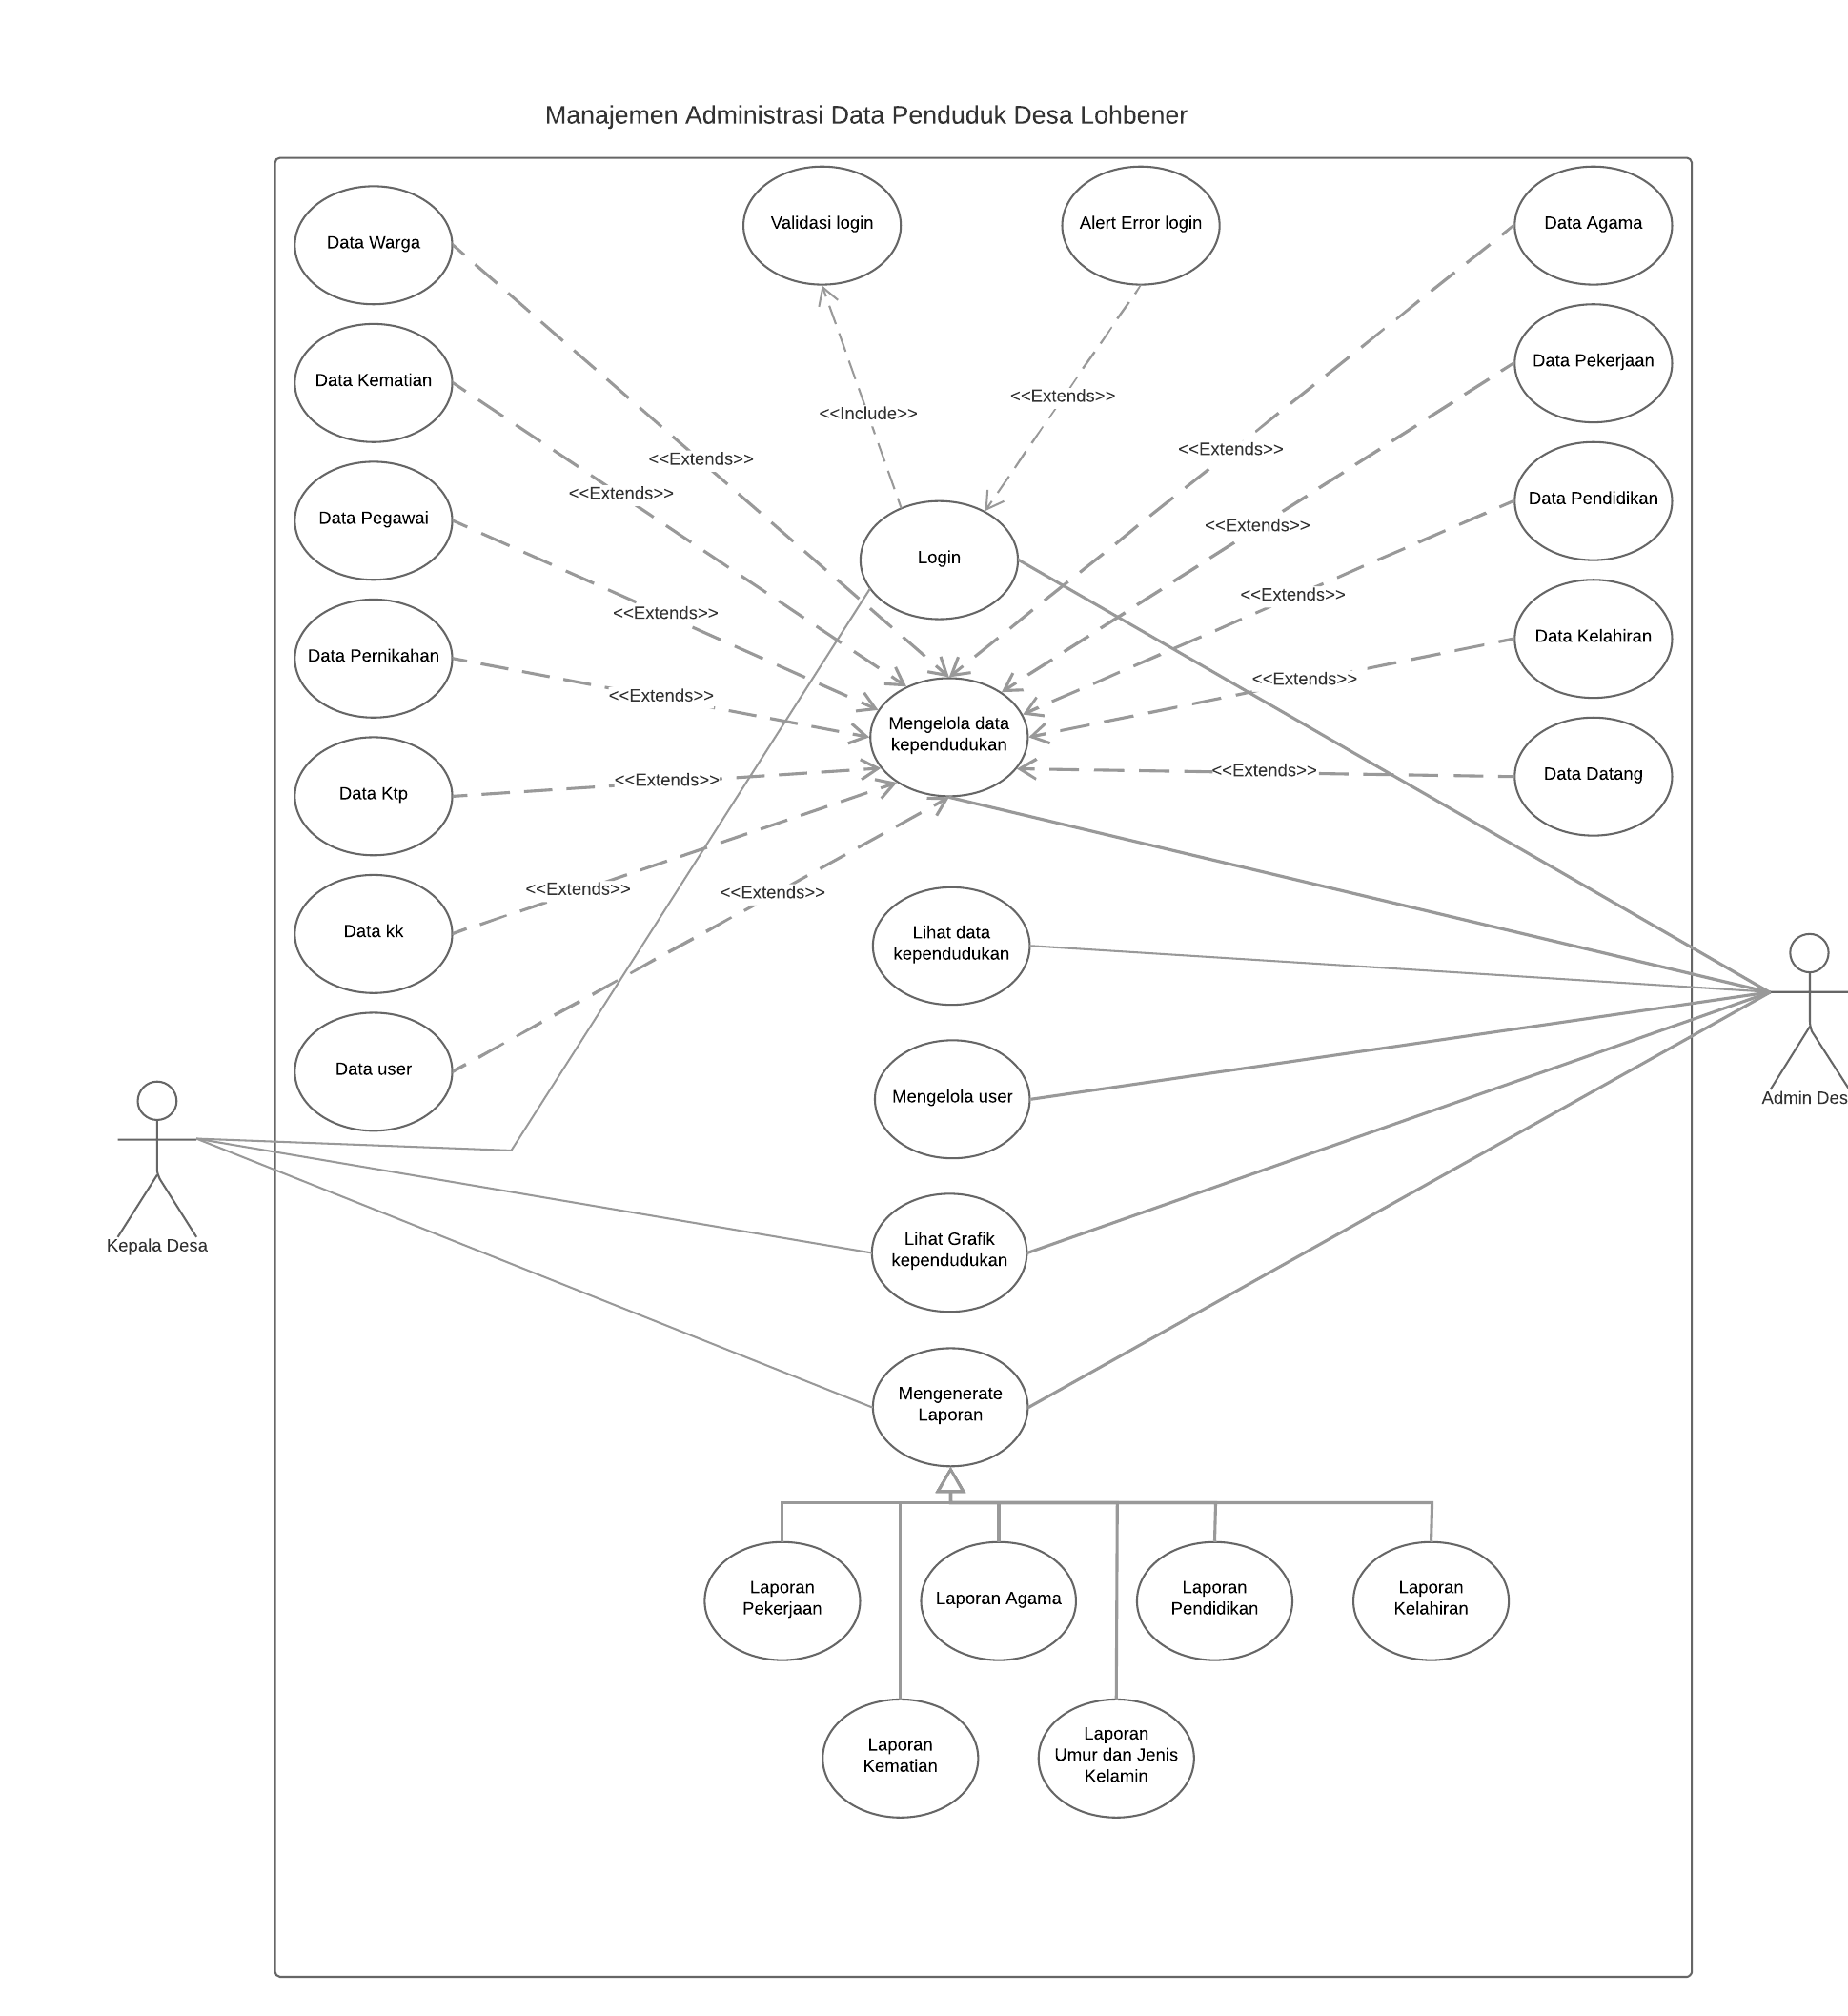 Manajemen Administrasi Data Penduduk Desa Lohbener
Data Warga
Validasi login
Alert Error login
Data Agama
Data Kematian
Data Pekerjaan
<<Include>>
<<Extends>>
<<Extends>>
<<Extends>>
<<Extends>>
Data Pegawai
Data Pendidikan
<<Extends>>
Login
<<Extends>>
<<Extends>>
Data Pernikahan
Data Kelahiran
<<Extends>>
<<Extends>>
Mengelola data
kependudukan
<<Extends>>
<<Extends>>
Data Ktp
Data Datang
<<Extends>>
<<Extends>>
Data kk
Lihat data
kependudukan
Data user
Mengelola user
Admin Des
Kepala Desa
Lihat Grafik
kependudukan
Mengenerate
Laporan
Laporan
Pekerjaan
Laporan Agama
Laporan
Pendidikan
Laporan
Kelahiran
Laporan
Kematian
Laporan
Umur dan Jenis
Kelamin